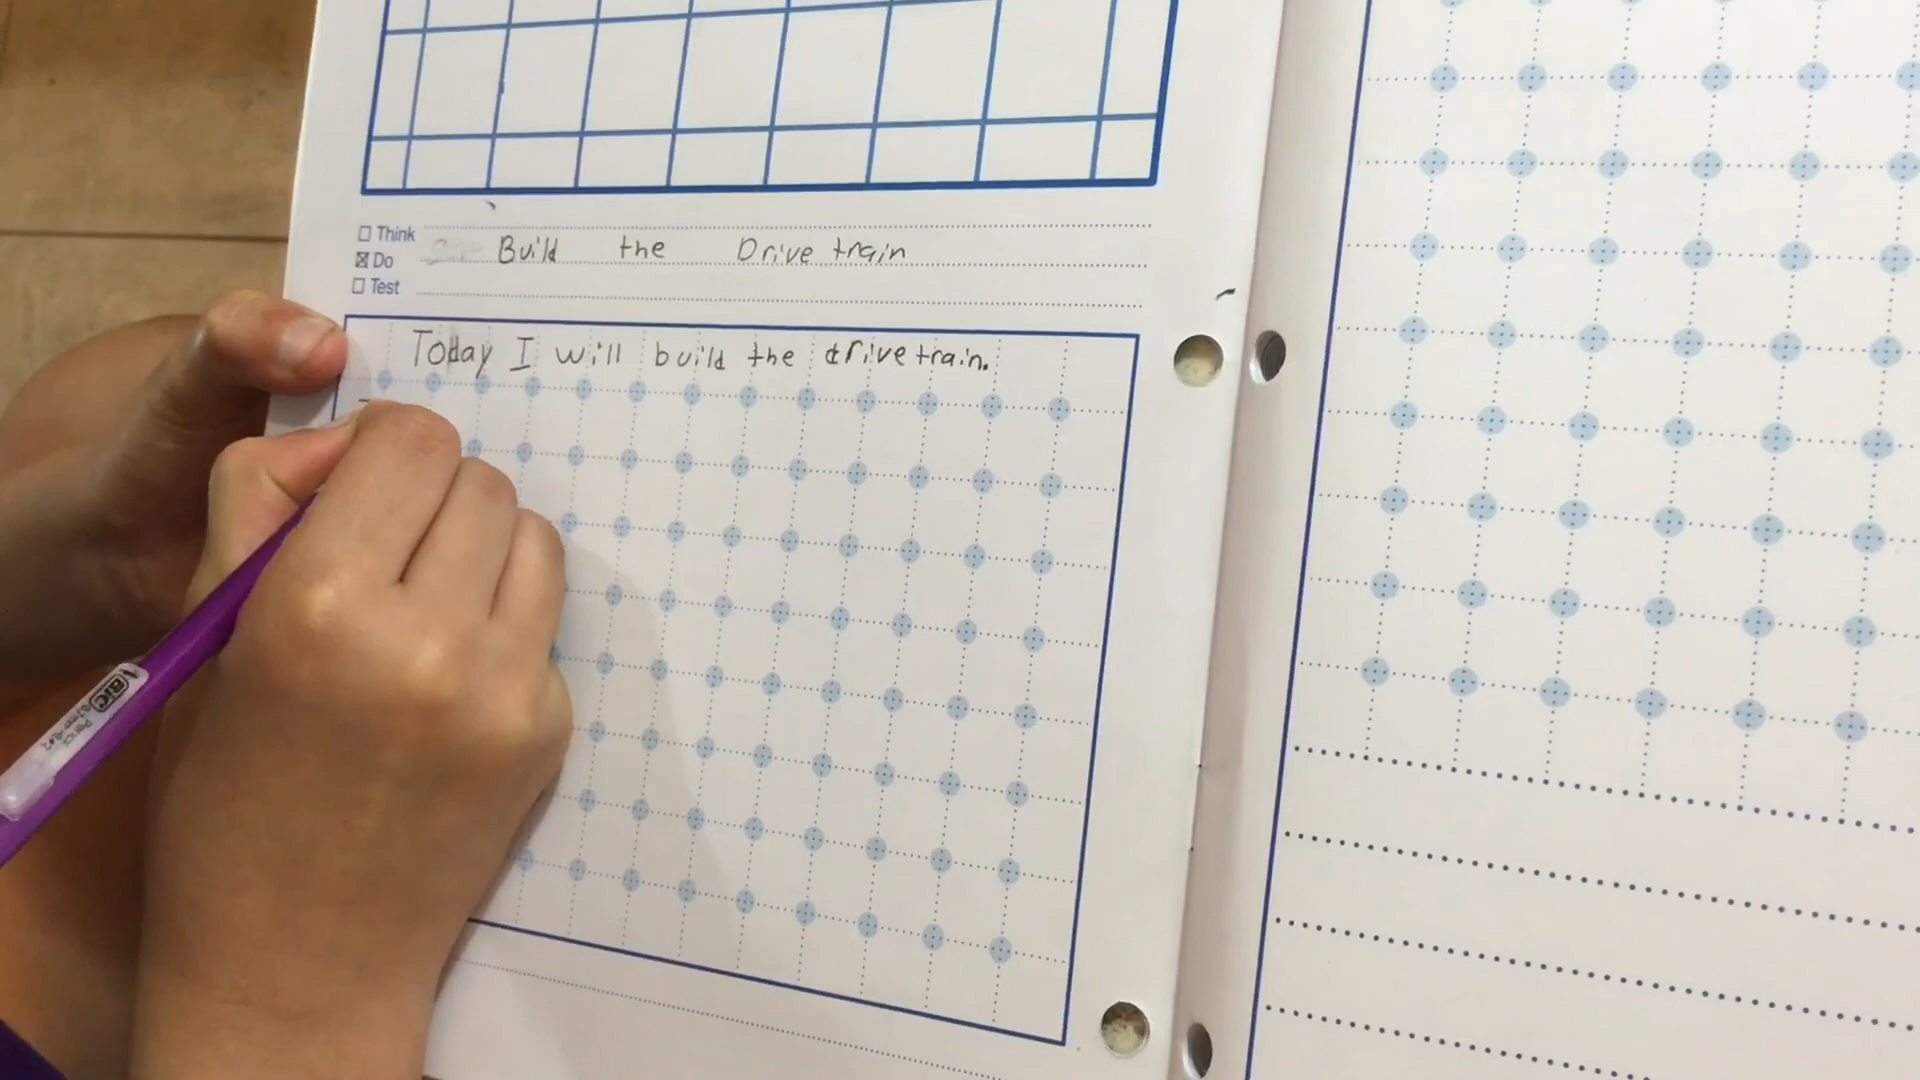 Think
Build the Drive train
Do
Test
Today I will build the drive train.
BIC